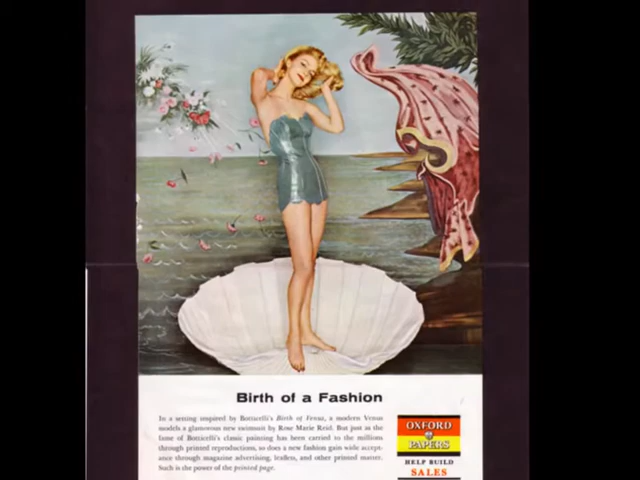 Birth of a Fashion
In a setting inspired by Botticelli's Birth of Venus, a modern Venus
models a glamorous new swimsuit by Rose Marie Reid. But just as the
fame of Botticelli's classic painting has been carried to the millions
through printed reproductions, so does a new fashion gain wide accept-
ance through magazine advertising, leaflets, and other printed matter.
Such is the power of the printed page.
OXFORD
PAPERS
HELP BUILD
SALES